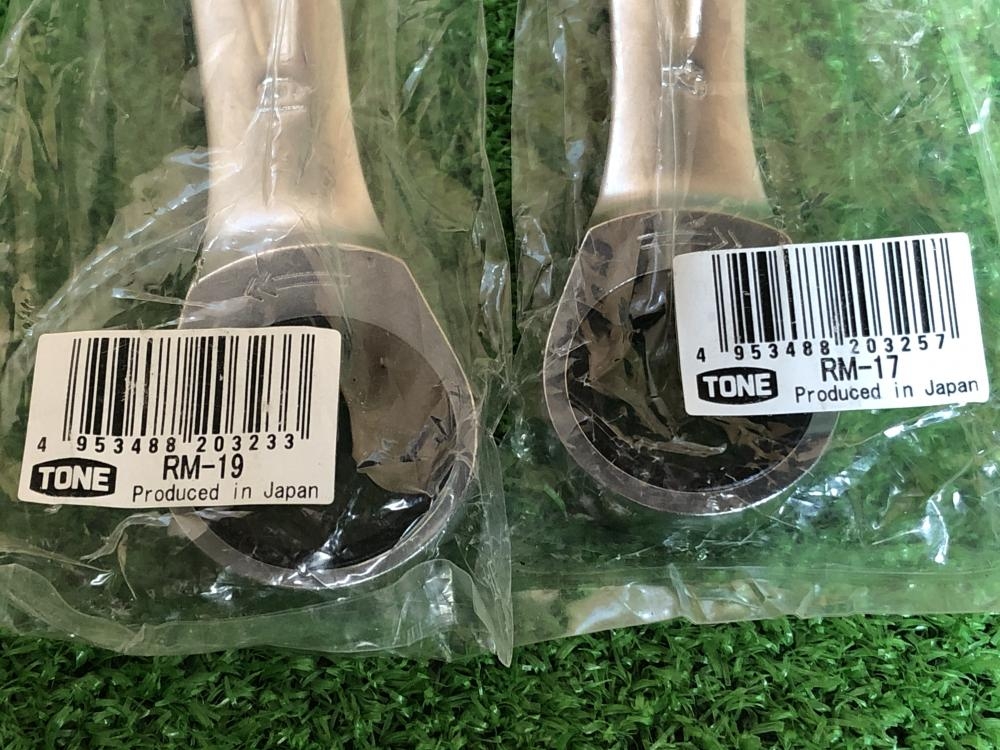 4 953488 203233
TONE RM-19
Produced in Japan
4 953488 203257
TONE RM-17
Produced in Japan